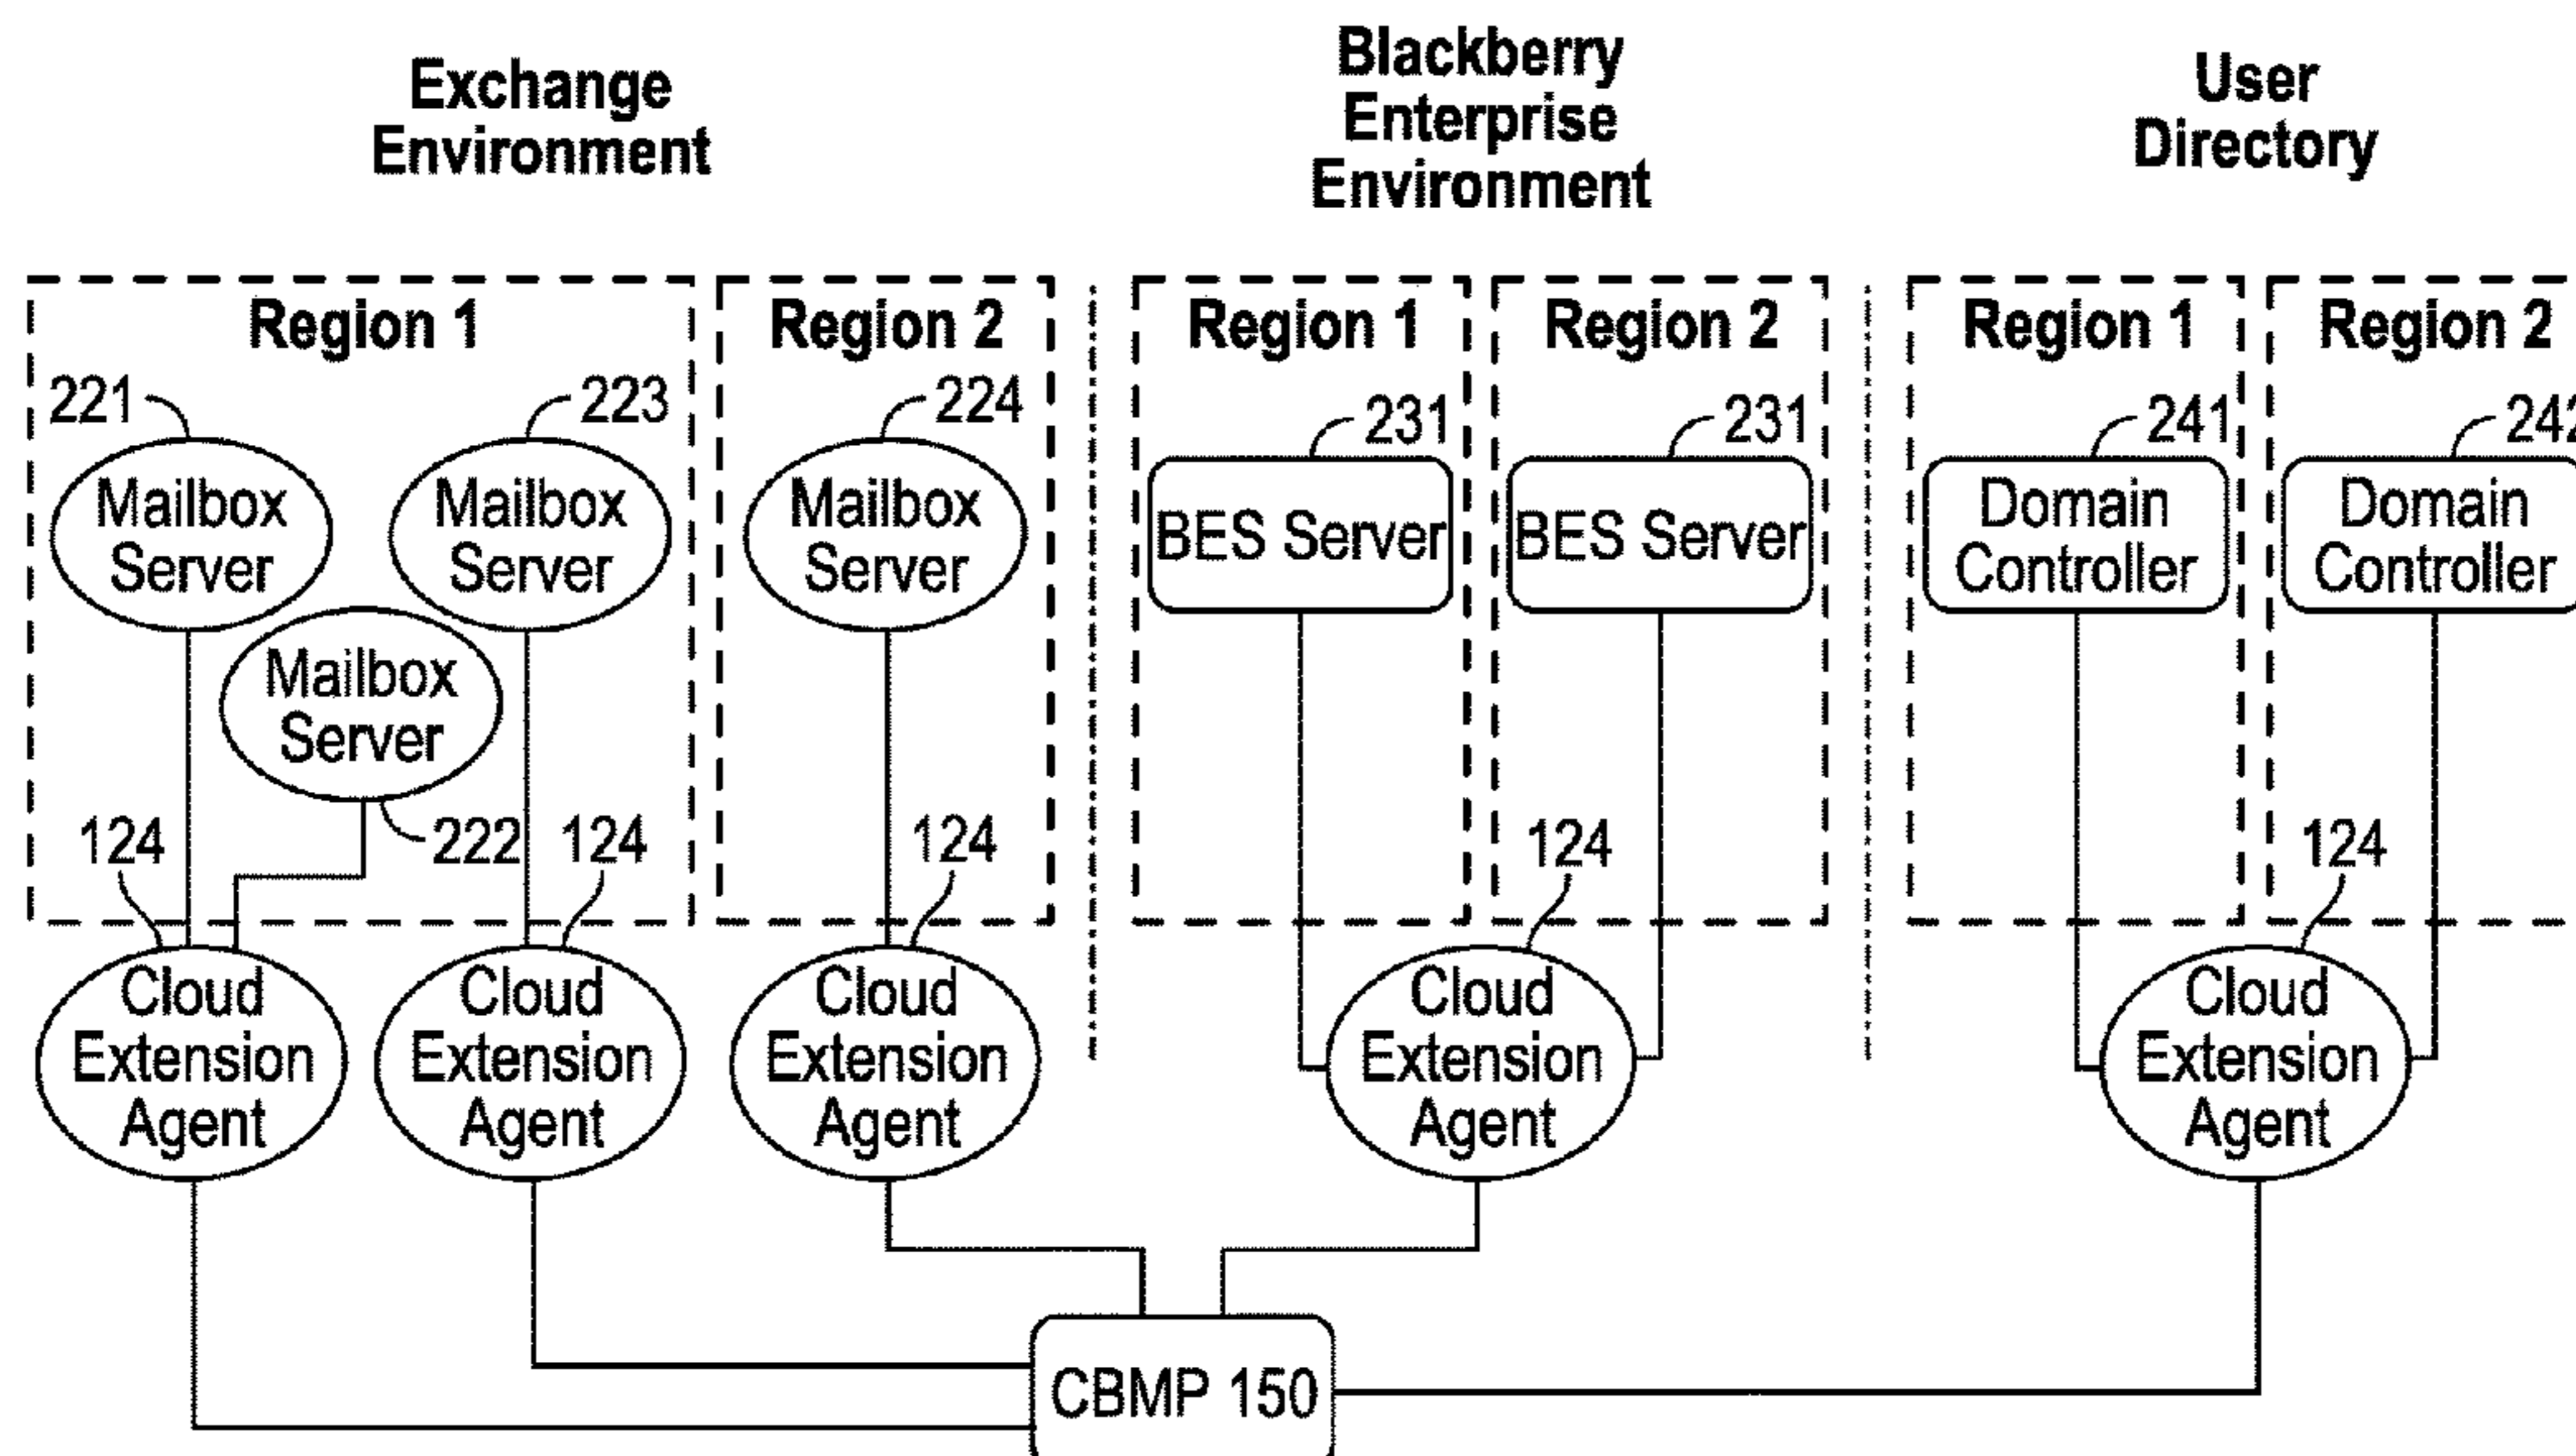 Exchange
Environment
Blackberry
Enterprise
Environment
User
Directory
Region 1
Region 2
Region 1
Region 2
Region 1
Region 2
221
223
224
231
231
241
242
Mailbox
Server
Mailbox
Server
Mailbox
Server
BES Server
BES Server
Domain
Controller
Domain
Controller
Mailbox
Server
124
222
124
124
124
124
Cloud
Extension
Agent
Cloud
Extension
Agent
Cloud
Extension
Agent
Cloud
Extension
Agent
Cloud
Extension
Agent
CBMP 150